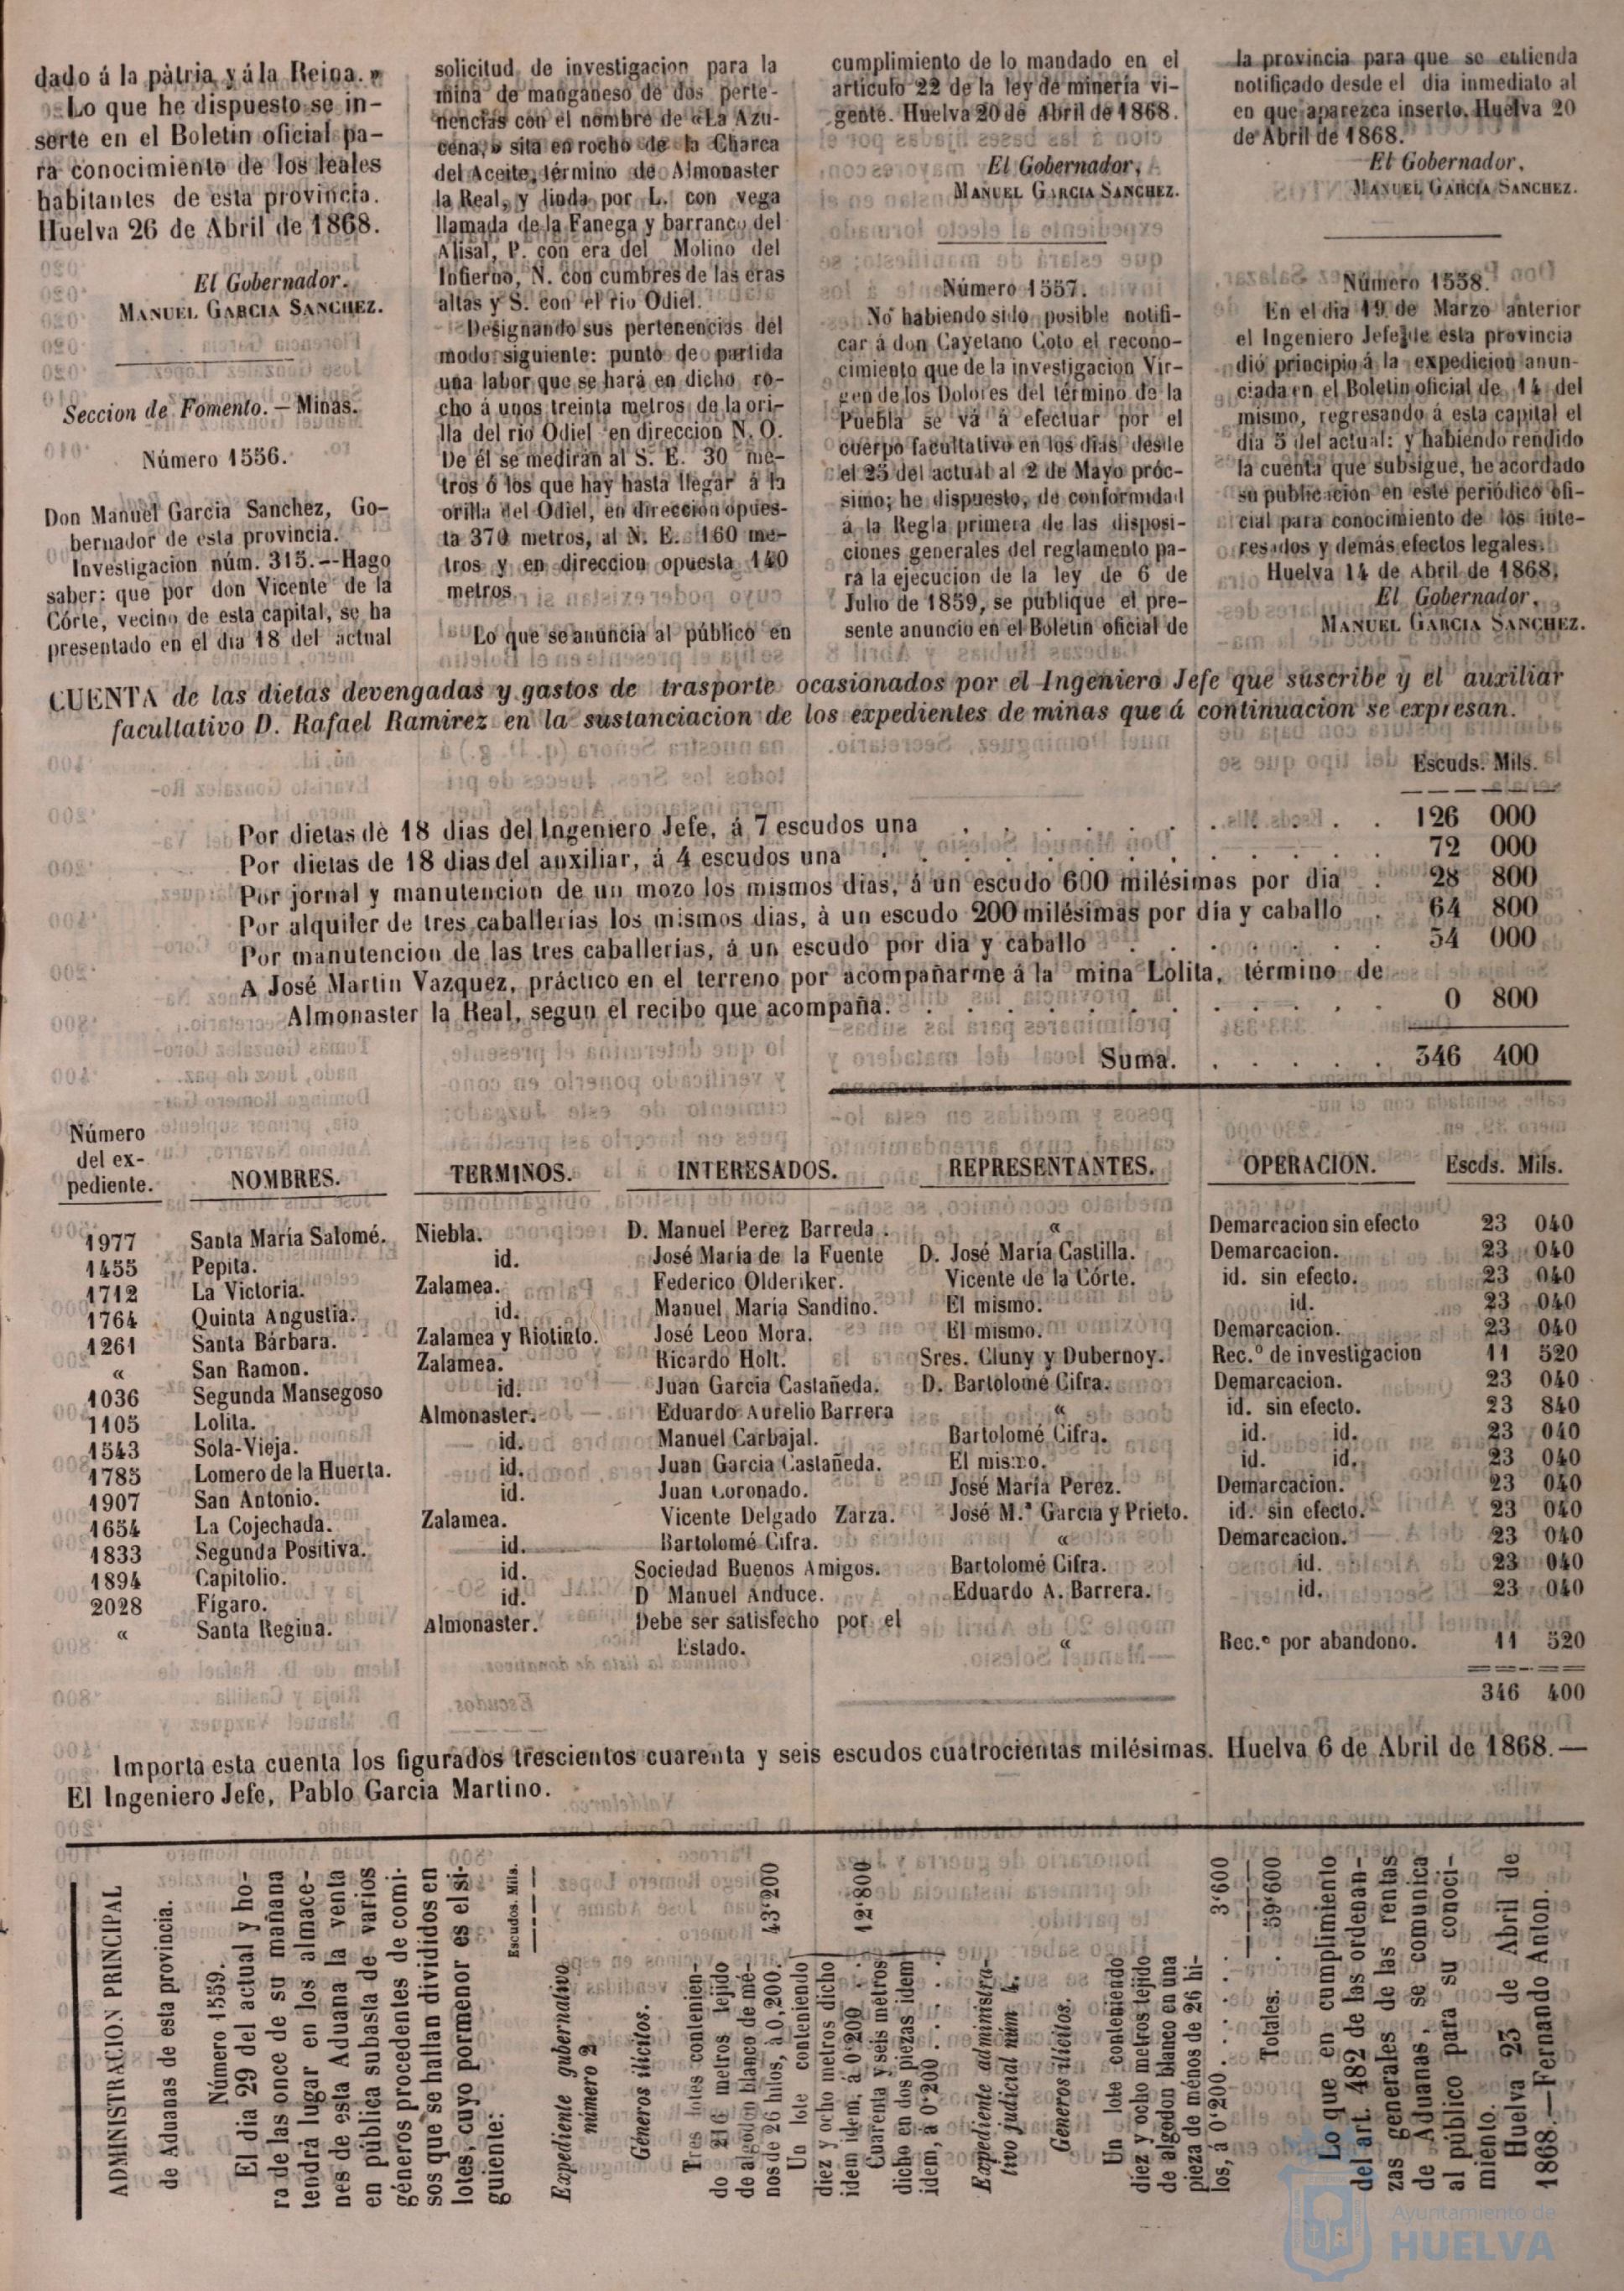 dado á la pàtria y á la Reina.»
Lo que he dispuesto se in-
serte en el Boletin oficial pa-
ra conocimiento de los leales
habitantes de esta provincia.
Huelva 26 de Abril de 1868.
El Gobernador.
MANUEL GARCIA SANCHEZ.
Seccion de Fomento.—Minas.
Número 1556.
Don Manuel Garcia Sanchez, Go-
bernador de esta provincia.
Investigacion núm. 315.--Hago
saber: que por don Vicente de la
Córte, vecino de esta capital, se ha
presentado en el dia 18 del actual
solicitud de investigacion para la
mina de manganeso de dos perte-
nencias con el nombre de «La Azu-
cena,» sita en rocho de la Charca
del Aceite, término de Almonaster
la Real, y linda por L. con vega
llamada de la Fanega y barranco del
Alisal, P. con era del Molino del
Infierno, N. con cumbres de las eras
altas y S. con el rio Odiel.
Designando sus pertenencias del
modo siguiente: punto de partida
una labor que se hará en dicho ro-
cho á unos treinta metros de la ori-
lla del rio Odiel en direccion N. O.
De él se medirán al S. E. 30 me-
tros ó los que hay hasta llegar á la
orilla del Odiel, en direccion opues-
ta 370 metros, al N. E. 160 me-
tros y en direccion opuesta 140
metros.
Lo que se anuncia al público en
cumplimiento de lo mandado en el
artículo 22 de la ley de minería vi-
gente. Huelva 20 de Abril de 1868.
El Gobernador,
MANUEL GARCIA SANCHEZ.
Número 1557.
No habiendo sido posible notifi-
car á don Cayetano Coto el recono-
cimiento que de la investigacion Vir-
gen de los Dolores del término de la
Puebla se vá á efectuar por el
cuerpo facultativo en los dias desde
el 25 del actual al 2 de Mayo próc-
simo; he dispuesto, de conformidad
á la Regla primera de las disposi-
ciones generales del reglamento pa-
ra la ejecucion de la ley de 6 de
Julio de 1859, se publique el pre-
sente anuncio en el Boletin oficial de
la provincia para que se entienda
notificado desde el dia inmediato al
en que aparezca inserto. Huelva 20
de Abril de 1868.
El Gobernador,
MANUEL GARCIA SANCHEZ.
Número 1558.
En el dia 19 de Marzo anterior
el Ingeniero Jefe de esta provincia
dió principio á la expedicion anun-
ciada en el Boletin oficial de 14 del
mismo, regresando á esta capital el
dia 5 del actual: y habiendo rendido
la cuenta que subsigue, he acordado
su publicacion en este periódico ofi-
cial para conocimiento de los inte-
resados y demás efectos legales.
Huelva 14 de Abril de 1868.
El Gobernador,
MANUEL GARCIA SANCHEZ.
CUENTA de las dietas devengadas y gastos de trasporte ocasionados por el Ingeniero Jefe que suscribe y el auxiliar
facultativo D. Rafael Ramirez en la sustanciacion de los expedientes de minas que á continuacion se expresan.
Escuds. Mils.
Por dietas de 18 dias del Ingeniero Jefe, á 7 escudos una . . . . . . . . 126 000
Por dietas de 18 dias del auxiliar, á 4 escudos una . . . . . . . . 72 000
Por jornal y manutencion de un mozo los mismos dias, á un escudo 600 milésimas por dia . 28 800
Por alquiler de tres caballerias los mismos dias, à un escudo 200 milésimas por dia y caballo . 64 800
Por manutencion de las tres caballerías, á un escudo por dia y caballo . . . . . . 54 000
A José Martin Vazquez, práctico en el terreno por acompañarme á la mina Lolita, término de
Almonaster la Real, segun el recibo que acompaña. . . . . . . . . 0 800
Suma. . . . . . 346 400
Número
del ex-
pediente. NOMBRES. TERMINOS. INTERESADOS. REPRESENTANTES. OPERACION. Escds. Mils.
1977 Santa María Salomé. Niebla. D. Manuel Perez Barreda. « Demarcacion sin efecto 23 040
1455 Pepita. id. José María de la Fuente D. José María Castilla. Demarcacion. 23 040
1712 La Victoria. Zalamea. Federico Olderiker. Vicente de la Córte. id. sin efecto. 23 040
1764 Quinta Angustia. id. Manuel María Sandino. El mismo. id. 23 040
1261 Santa Bárbara. Zalamea y Riotinto. José Leon Mora. El mismo. Demarcacion. 23 040
« San Ramon. Zalamea. Ricardo Holt. Sres. Cluny y Dubernoy. Rec.º de investigacion 11 520
1036 Segunda Mansegoso id. Juan Garcia Castañeda. D. Bartolomé Cifra. Demarcacion. 23 040
1105 Lolita. Almonaster. Eduardo Aurelio Barrera « id. sin efecto. 23 840
1543 Sola-Vieja. id. Manuel Carbajal. Bartolomé Cifra. id. id. 23 040
1785 Lomero de la Huerta. id. Juan Garcia Castañeda. El mismo. id. id. 23 040
1907 San Antonio. id. Juan Coronado. José María Perez. Demarcacion. 23 040
1654 La Cojechada. Zalamea. Vicente Delgado Zarza. José M.ª Garcia y Prieto. id. sin efecto. 23 040
1833 Segunda Positiva. id. Bartolomé Cifra. « Demarcacion. 23 040
1894 Capitolio. id. Sociedad Buenos Amigos. Bartolomé Cifra. id. 23 040
2028 Fígaro. id. D Manuel Anduce. Eduardo A. Barrera. id. 23 040
« Santa Regina. Almonaster. Debe ser satisfecho por el
Estado. « Rec.º por abandono. 11 520
346 400
Importa esta cuenta los figurados trescientos cuarenta y seis escudos cuatrocientas milésimas. Huelva 6 de Abril de 1868.—
El Ingeniero Jefe, Pablo Garcia Martino.
ADMINISTRACION PRINCIPAL
de Aduanas de esta provincia.
Número 1559.
El dia 29 del actual y ho-
ra de las once de su mañana
tendrá lugar en los almace-
nes de esta Aduana la venta
en pública subasta de varios
géneros procedentes de comi-
sos que se hallan divididos en
lotes, cuyo pormenor es el si-
guiente:
Escudos. Mils.
Expediente gubernativo
número 2
Géneros ilícitos.
Tres lotes contenien-
do 216 metros tejido
de algodon blanco de mé-
nos de 26 hilos, à 0,200. 43‘200
Un lote conteniendo
diez y ocho metros dicho
idem idem, á 0‘200 . .
Cuarenta y seis metros
dicho en dos piezas idem
idem, á 0‘200 . . . . 12‘800
Expediente administra-
tivo judicial núm 4.
Géneros ilícitos.
Un lote conteniendo
diez y ocho metros tejido
de algodon blanco en una
pieza de ménos de 26 hi-
los, á 0‘200 . . . . . 3‘600
Totales. . . 59‘600
Lo que en cumplimiento
del art. 482 de las ordenan-
zas generales de las rentas
de Aduanas, se comunica
al público para su conoci-
miento.
Huelva 23 de Abril de
1868.—Fernando Anton.
Ayuntamiento de
HUELVA